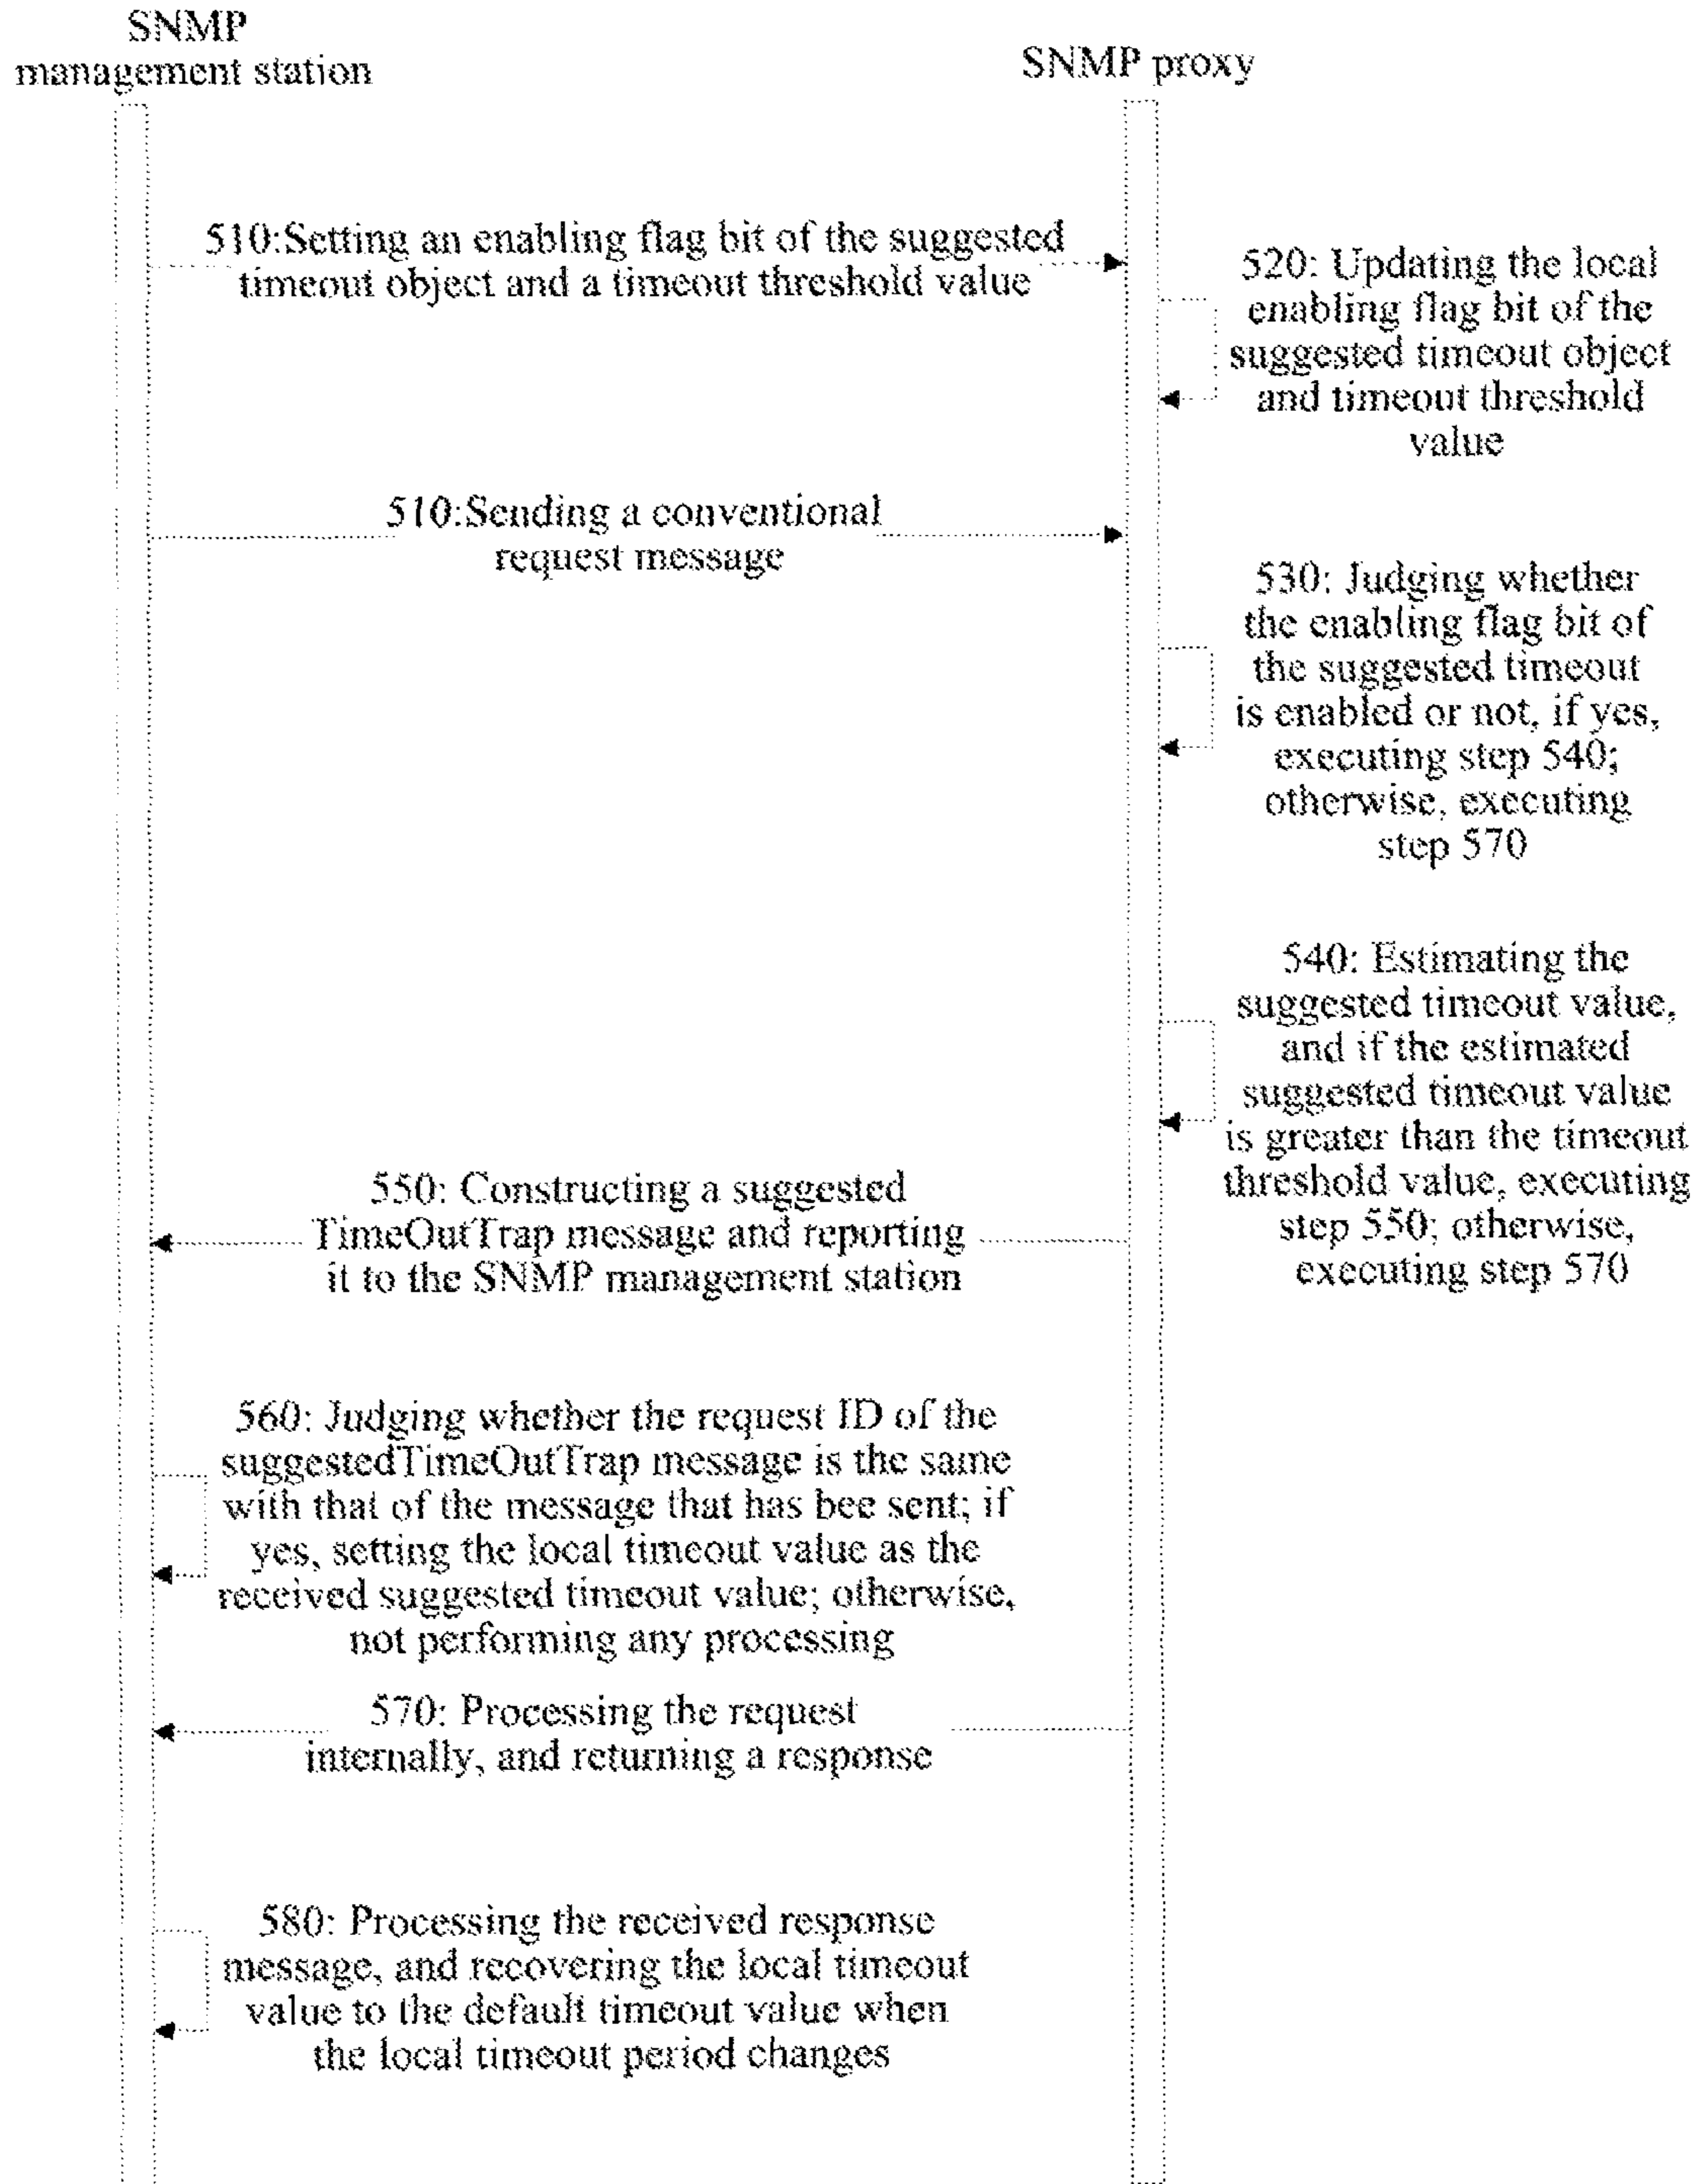 SNMP
management station
SNMP proxy
510:Setting an enabling flag bit of the suggested
timeout object and a timeout threshold value
520: Updating the local
enabling flag bit of the
suggested timeout object
and timeout threshold
value
510:Sending a conventional
request message
530: Judging whether
the enabling flag bit of
the suggested timeout
is enabled or not, if yes,
executing step 540;
otherwise, executing
step 570
540: Estimating the
suggested timeout value,
and if the estimated
suggested timeout value
is greater than the timeout
threshold value, executing
step 550; otherwise,
executing step 570
550: Constructing a suggested
TimeOutTrap message and reporting
it to the SNMP management station
560: Judging whether the request ID of the
suggestedTimeOutTrap message is the same
with that of the message that has bee sent; if
yes, setting the local timeout value as the
received suggested timeout value; otherwise,
not performing any processing
570: Processing the request
internally, and returning a response
580: Processing the received response
message, and recovering the local timeout
value to the default timeout value when
the local timeout period changes